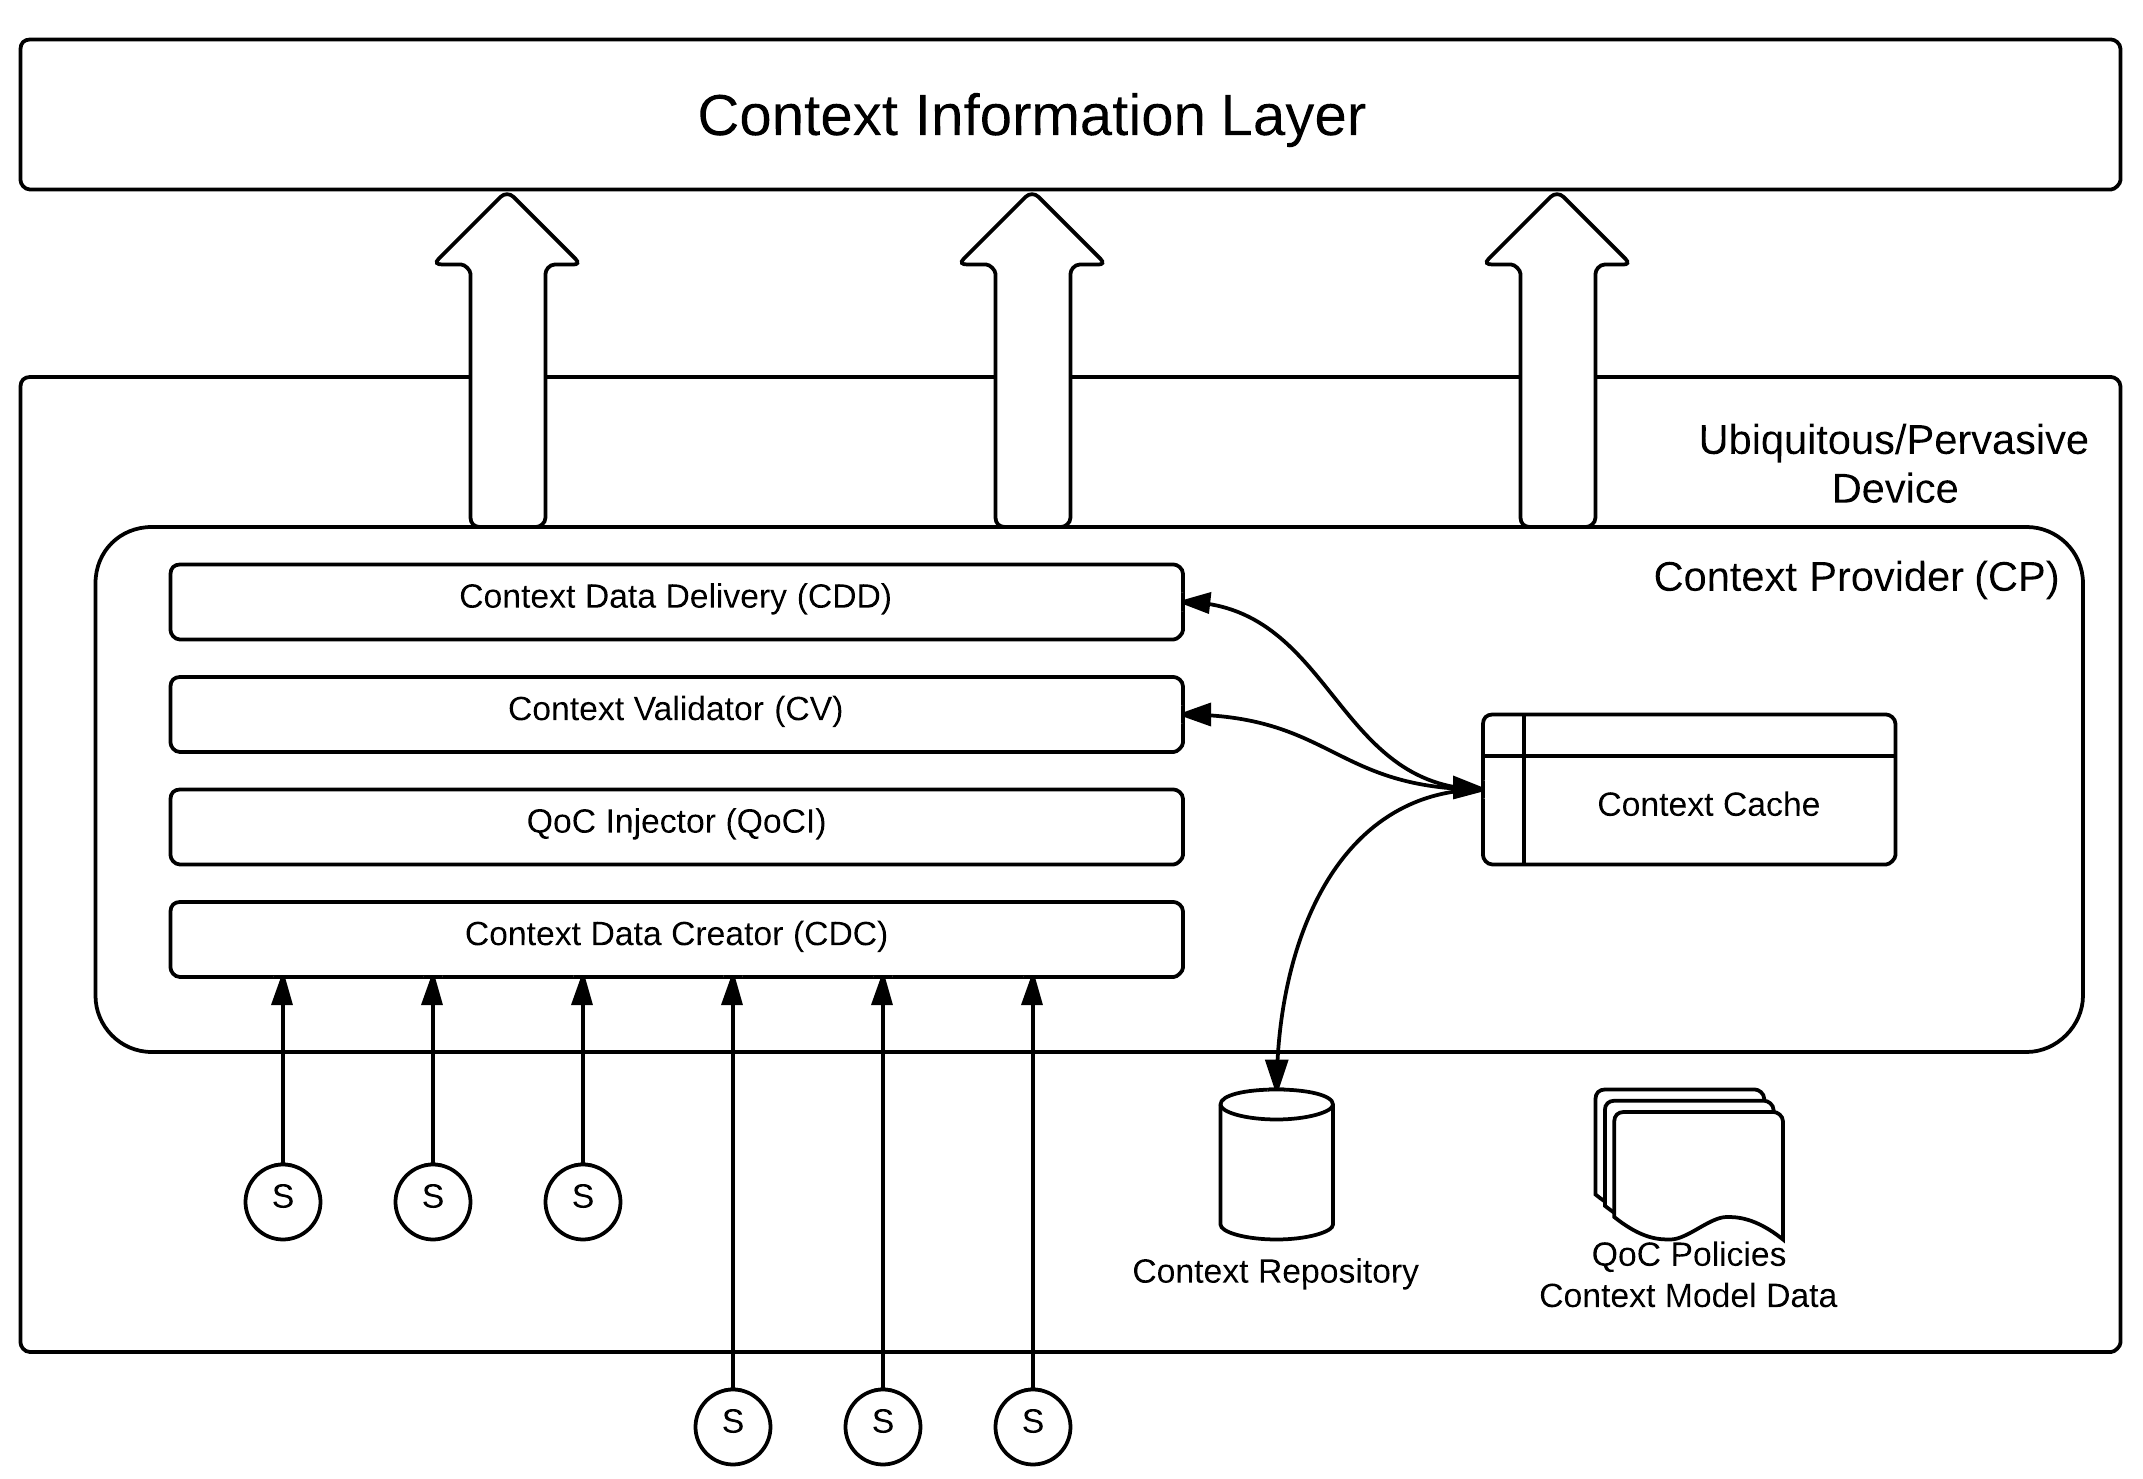 Context Information Layer
Ubiquitous/Pervasive
Device
Context Provider (CP)
Context Data Delivery (CDD)
Context Validator (CV)
Context Cache
QoC Injector (QoCI)
Context Data Creator (CDC)
S
S
S
Context Repository
QoC Policies
Context Model Data
S
S
S